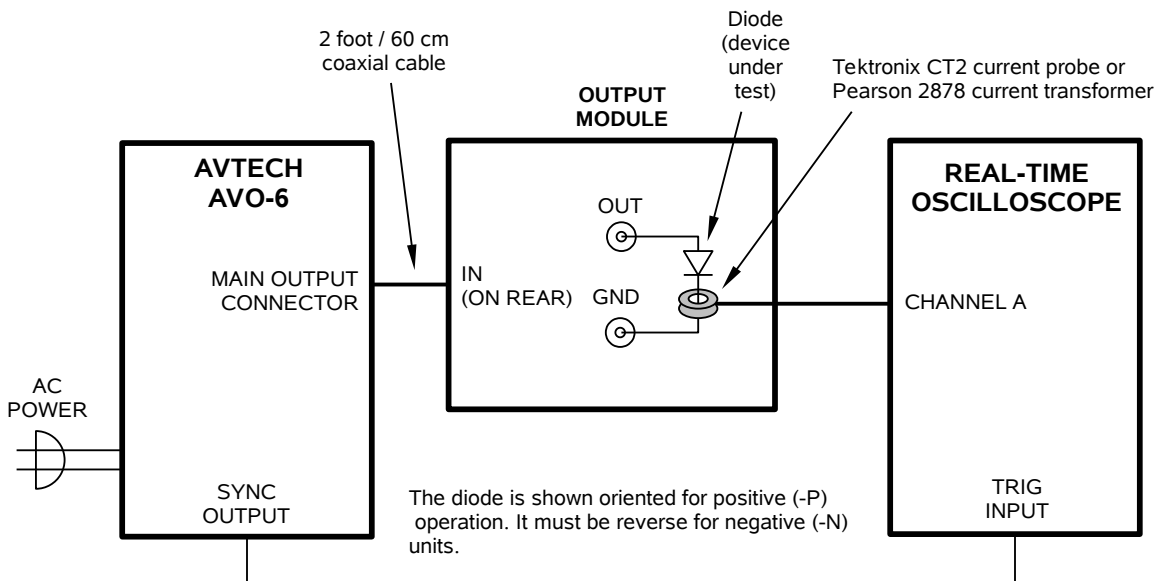 2 foot / 60 cm
coaxial cable
Diode
(device
under
test)
Tektronix CT2 current probe or
Pearson 2878 current transformer
OUTPUT
MODULE
AVTECH
AVO-6
REAL-TIME
OSCILLOSCOPE
OUT
MAIN OUTPUT
CONNECTOR
IN
(ON REAR)
GND
CHANNEL A
AC
POWER
SYNC
OUTPUT
The diode is shown oriented for positive (-P)
operation. It must be reverse for negative (-N)
units.
TRIG
INPUT